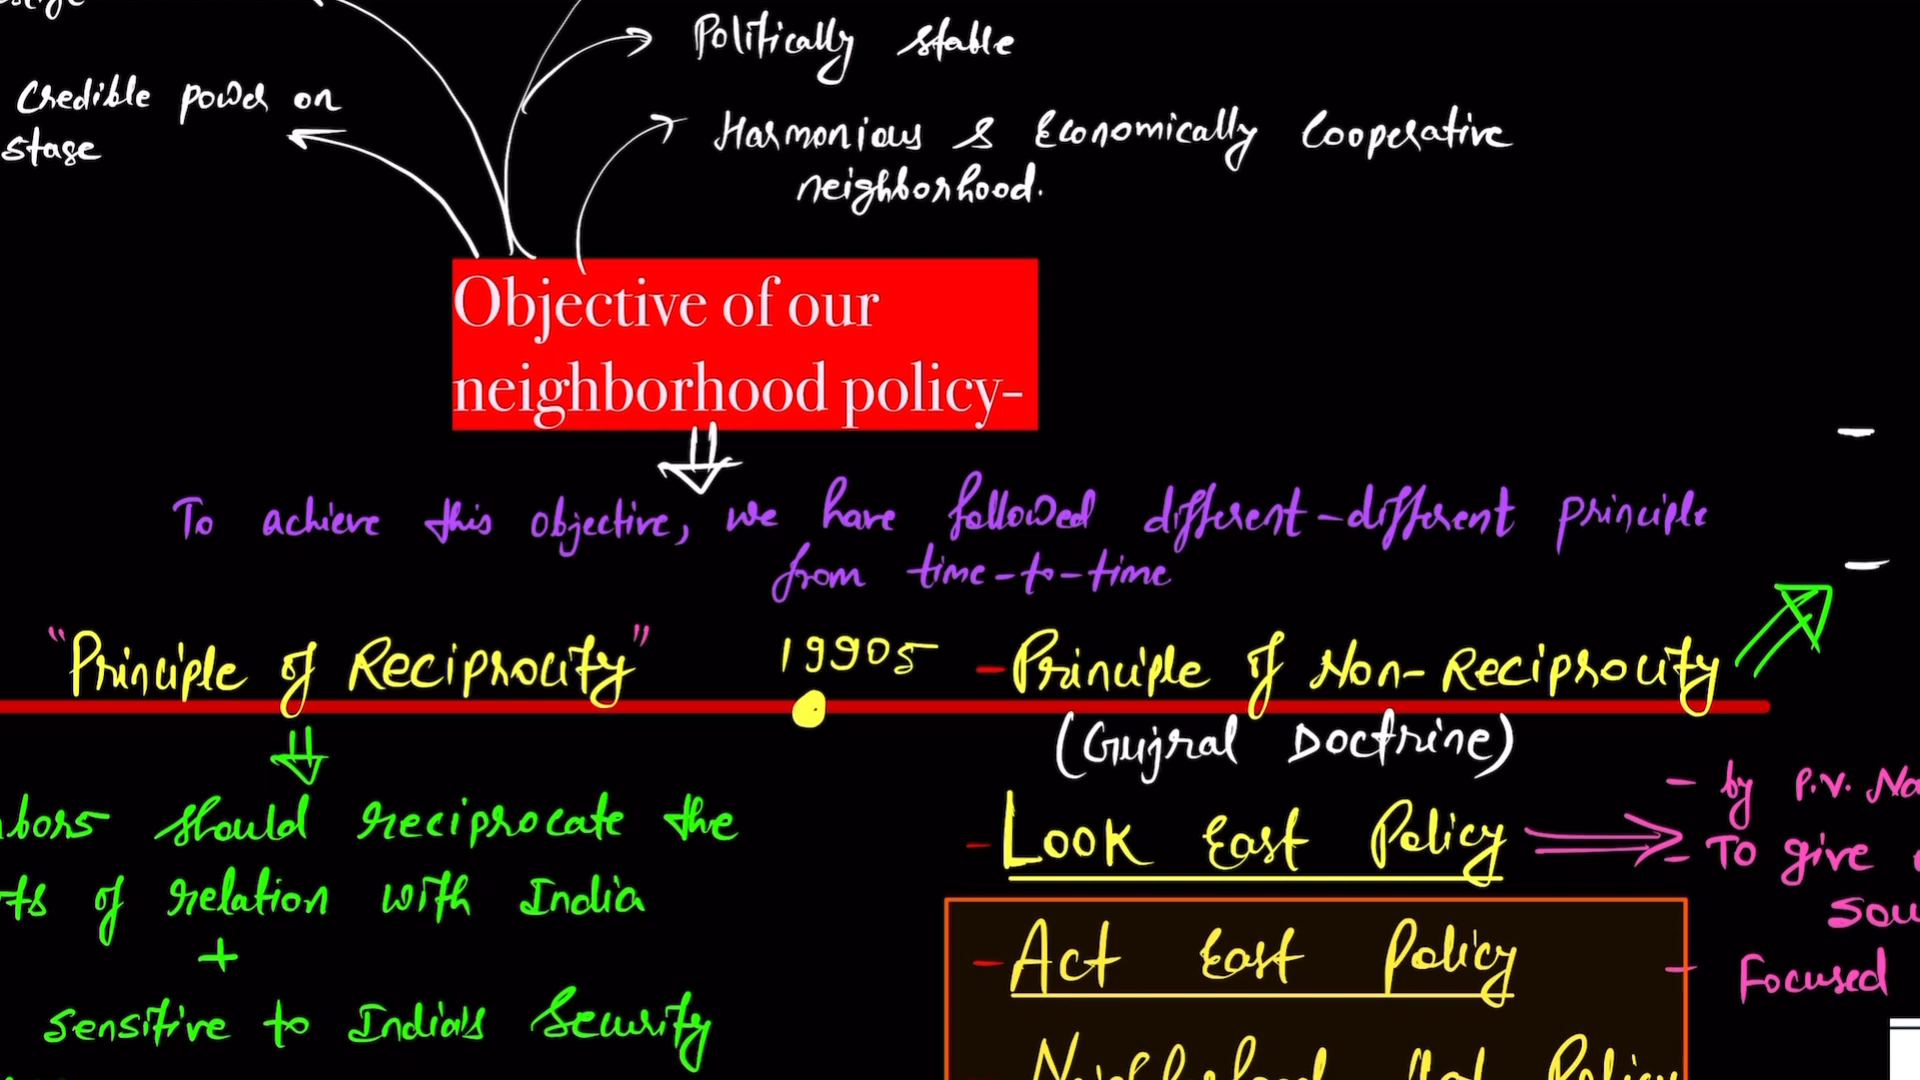 Politically stable
Credible power on
stage
Harmonious & Economically Cooperative
neighborhood.
Objective of our
neighborhood policy-
To achieve this objective, we have followed different-different principle
from time-to-time
"Principle of Reciprocity"
1990s
- Principle of Non-Reciprocity
(Gujral Doctrine)
should reciprocate the
of relation with India
+
sensitive to India's Security
- Look East Policy
- by P.V.
- To give
- Act East Policy
- Focused
Policy